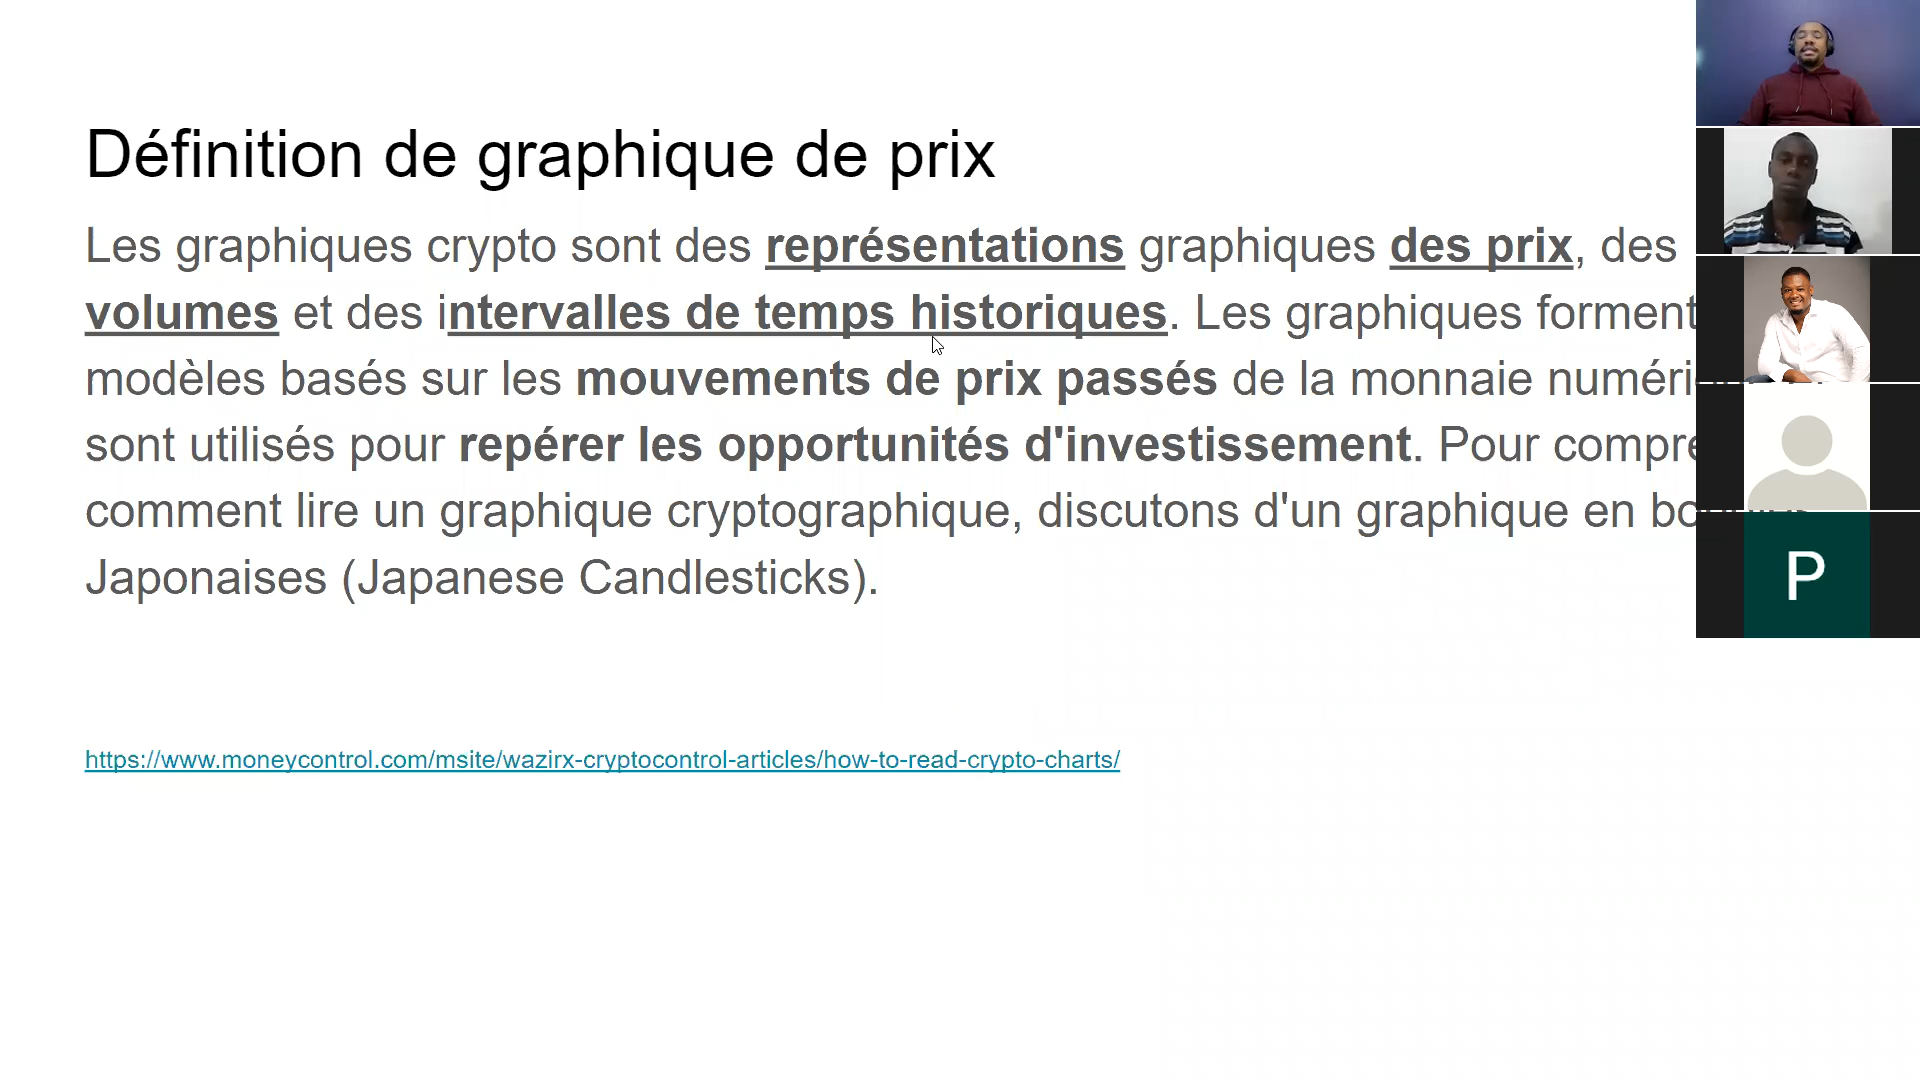 Définition de graphique de prix
Les graphiques crypto sont des représentations graphiques des prix, des
volumes et des intervalles de temps historiques. Les graphiques forment
modèles basés sur les mouvements de prix passés de la monnaie
sont utilisés pour repérer les opportunités d'investissement. Pour
comment lire un graphique cryptographique, discutons d'un graphique en
Japonaises (Japanese Candlesticks).
https://www.moneycontrol.com/msite/wazirx-cryptocontrol-articles/how-to-read-crypto-charts/
P